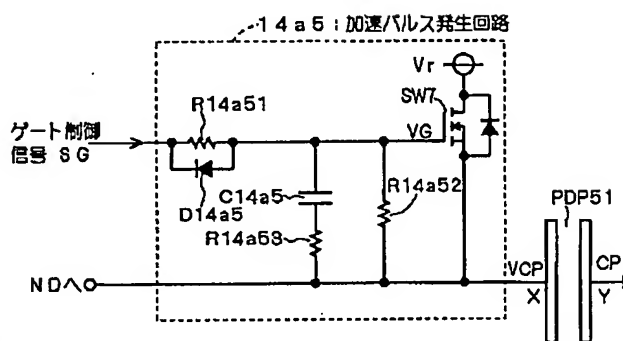 14a5:加速パルス発生回路
Vr
SW7
R14a51
ゲート制御
信号 SG
VG
D14a5
C14a5
R14a52
R14a53
PDP51
NDへ
VCP
CP
X
Y